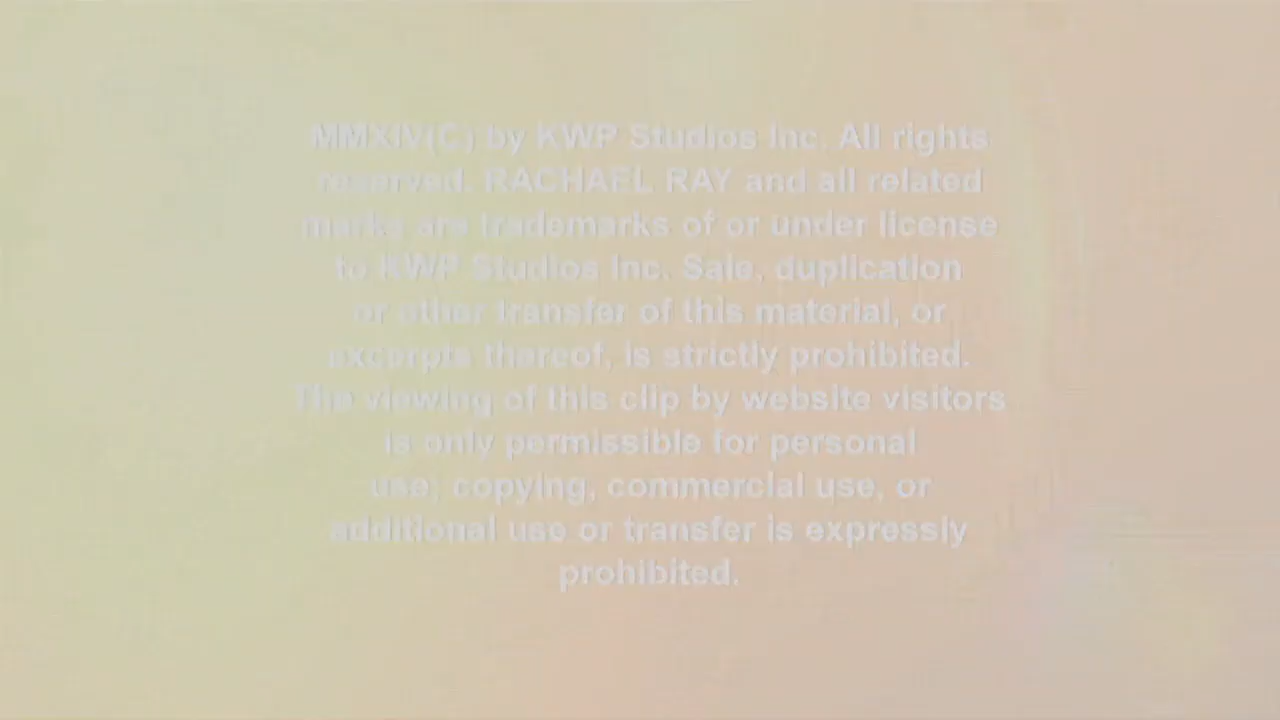 MMXIV(C) by KWP Studios Inc. All rights
reserved. RACHAEL RAY and all related
marks are trademarks of or under license
to KWP Studios Inc. Sale, duplication
or other transfer of this material, or
excerpts thereof, is strictly prohibited.
The viewing of this clip by website visitors
is only permissible for personal
use; copying, commercial use, or
additional use or transfer is expressly
prohibited.